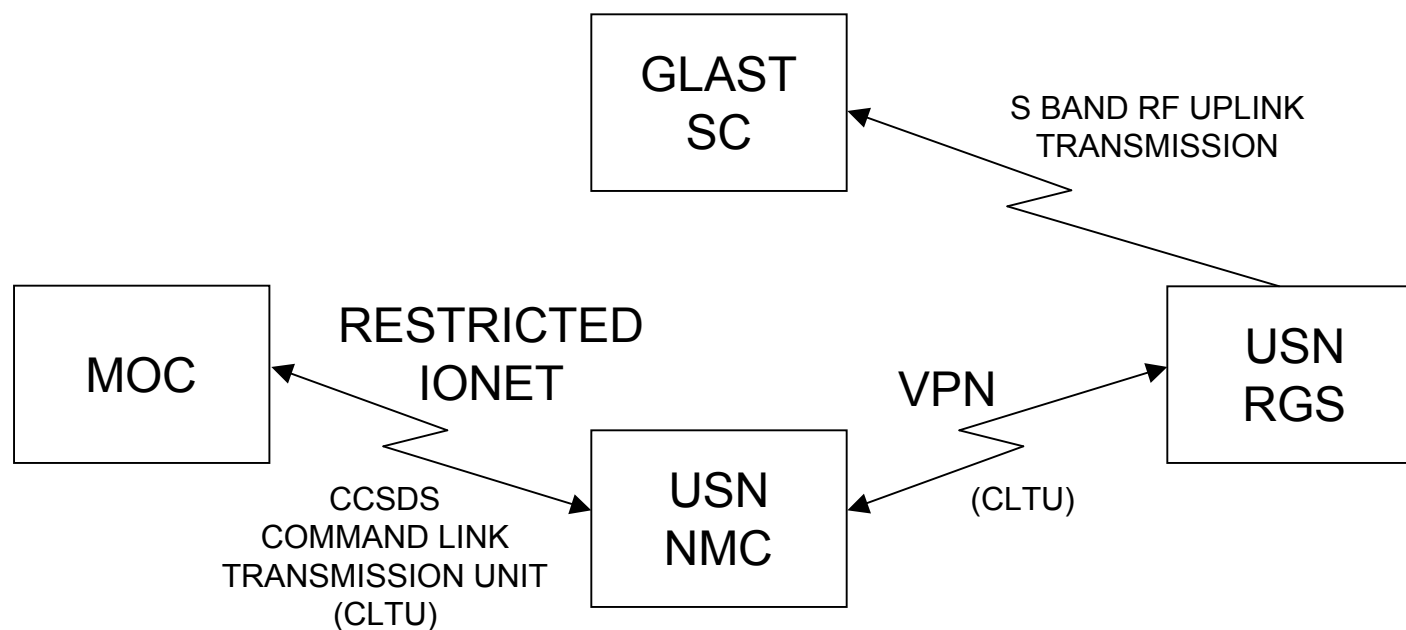 GLAST
SC
S BAND RF UPLINK
TRANSMISSION
MOC
RESTRICTED
IONET
VPN
USN
RGS
CCSDS
COMMAND LINK
TRANSMISSION UNIT
(CLTU)
USN
NMC
(CLTU)